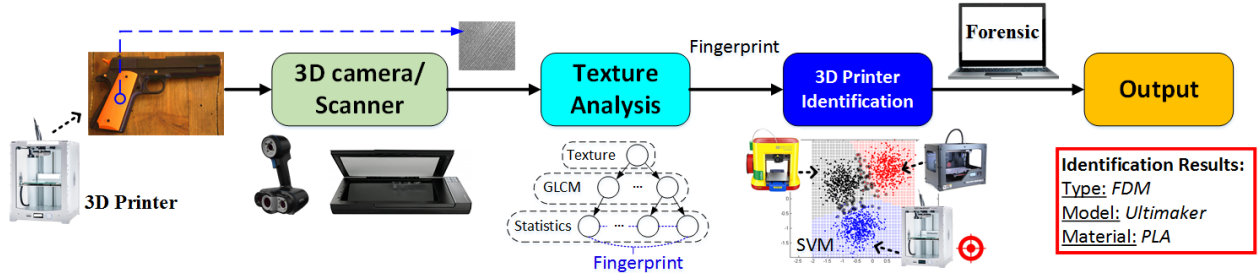 3D Printer
3D camera/
Scanner
Texture
Analysis
Fingerprint
3D Printer
Identification
Forensic
Output
Texture
GLCM
...
Statistics
...
Fingerprint
SVM
Identification Results:
Type: FDM
Model: Ultimaker
Material: PLA